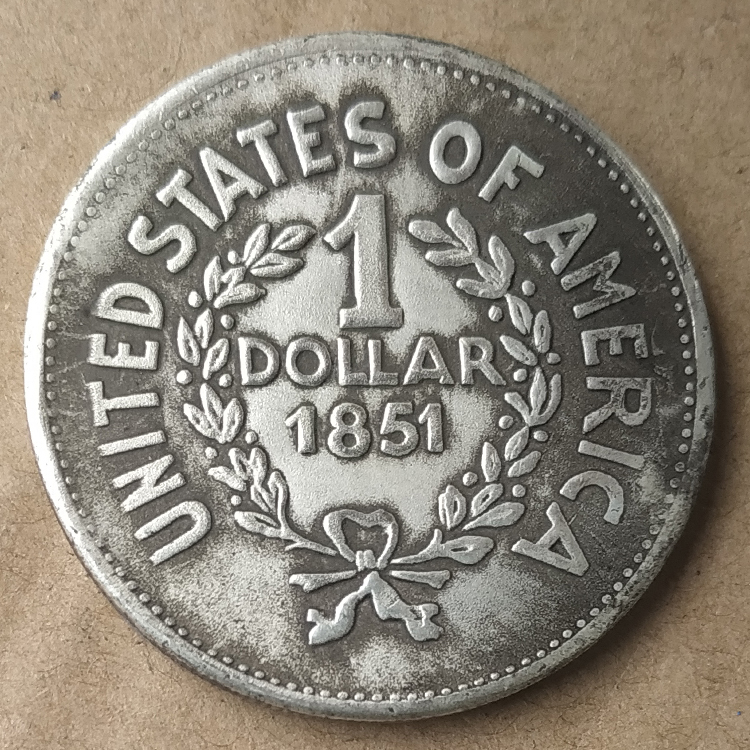 UNITED STATES OF AMERICA
1
DOLLAR
1851